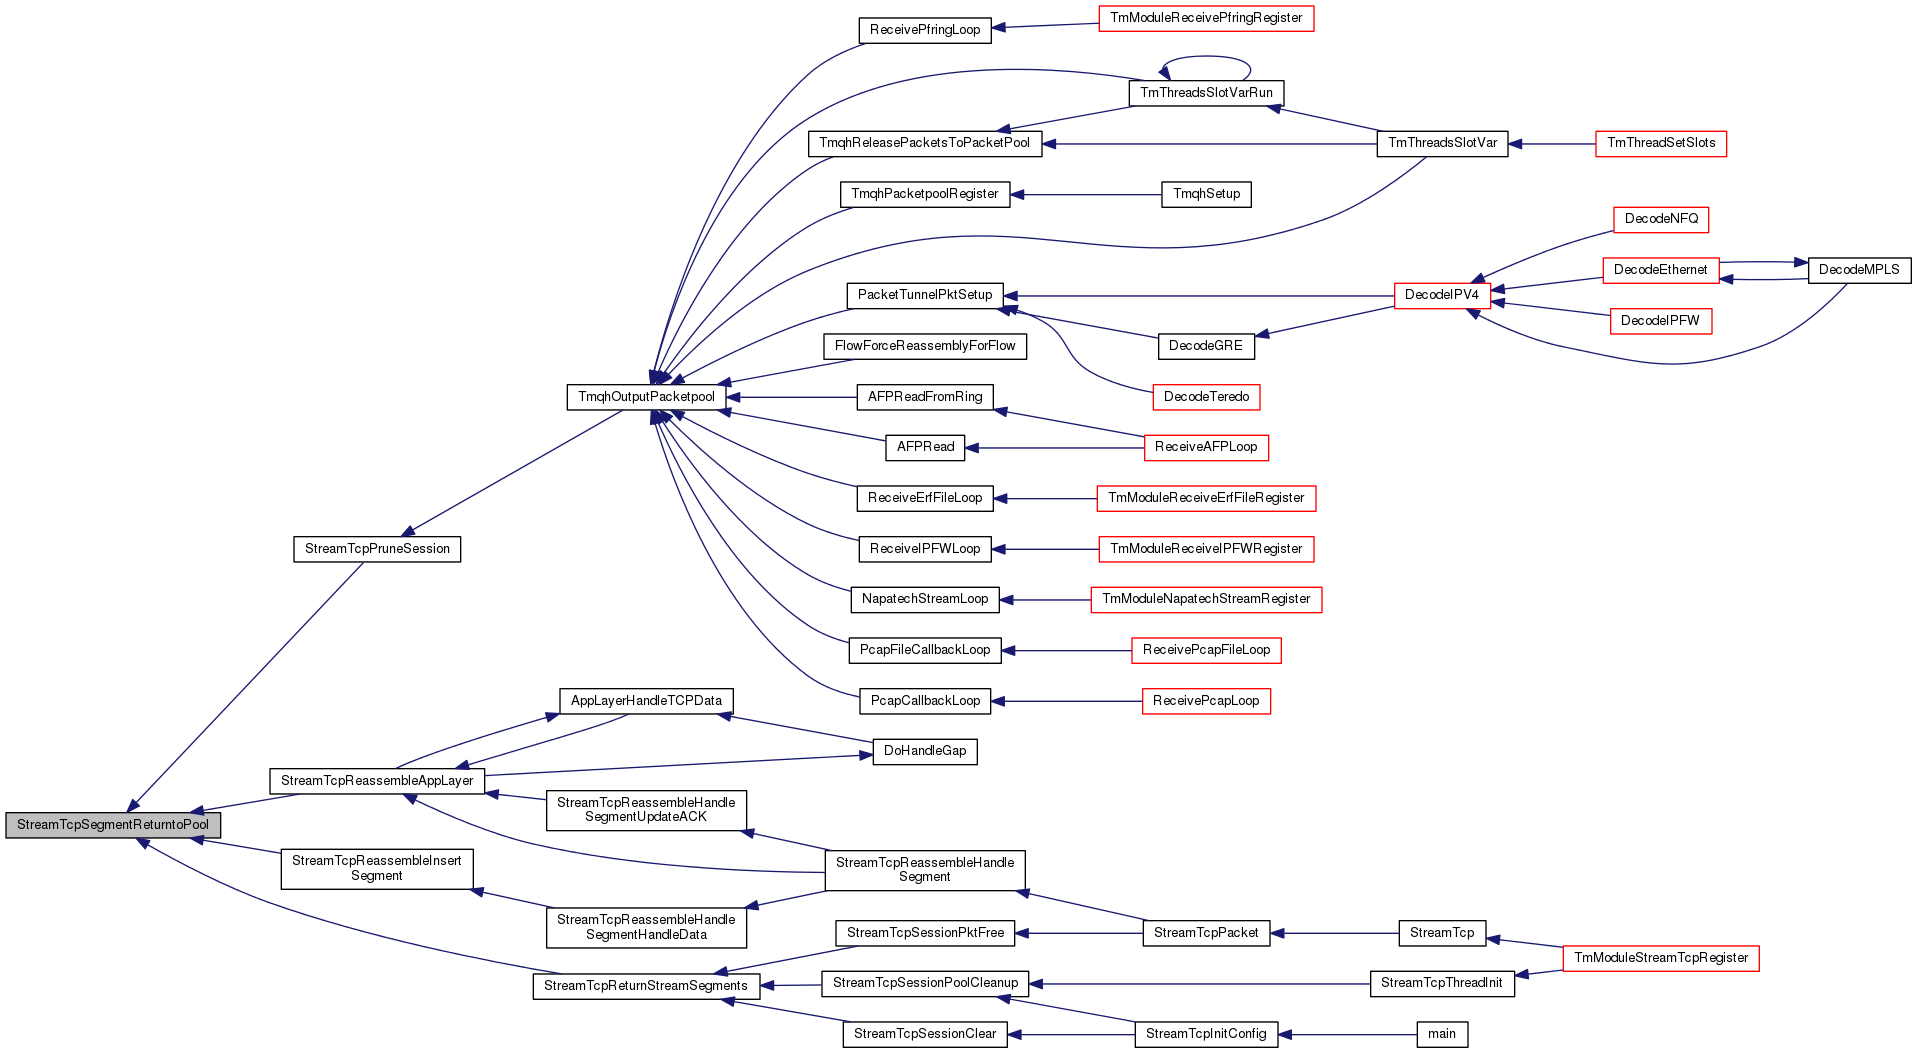 ReceivePfringLoop
TmModuleReceivePfringRegister
TmThreadsSlotVarRun
TmqhReleasePacketsToPacketPool
TmThreadsSlotVar
TmThreadSetSlots
TmqhPacketpoolRegister
TmqhSetup
DecodeNFQ
DecodeEthernet
DecodeMPLS
PacketTunnelPktSetup
DecodeIPV4
DecodeIPFW
FlowForceReassemblyForFlow
DecodeGRE
TmqhOutputPacketpool
AFPReadFromRing
DecodeTeredo
AFPRead
ReceiveAFPLoop
ReceiveErfFileLoop
TmModuleReceiveErfFileRegister
StreamTcpPruneSession
ReceiveIPFWLoop
TmModuleReceiveIPFWRegister
NapatechStreamLoop
TmModuleNapatechStreamRegister
PcapFileCallbackLoop
ReceivePcapFileLoop
AppLayerHandleTCPData
PcapCallbackLoop
ReceivePcapLoop
DoHandleGap
StreamTcpReassembleAppLayer
StreamTcpReassembleHandle
SegmentUpdateACK
StreamTcpSegmentReturntoPool
StreamTcpReassembleInsert
Segment
StreamTcpReassembleHandle
Segment
StreamTcpReassembleHandle
SegmentHandleData
StreamTcpSessionPktFree
StreamTcpPacket
StreamTcp
TmModuleStreamTcpRegister
StreamTcpReturnStreamSegments
StreamTcpSessionPoolCleanup
StreamTcpThreadInit
StreamTcpSessionClear
StreamTcpInitConfig
main